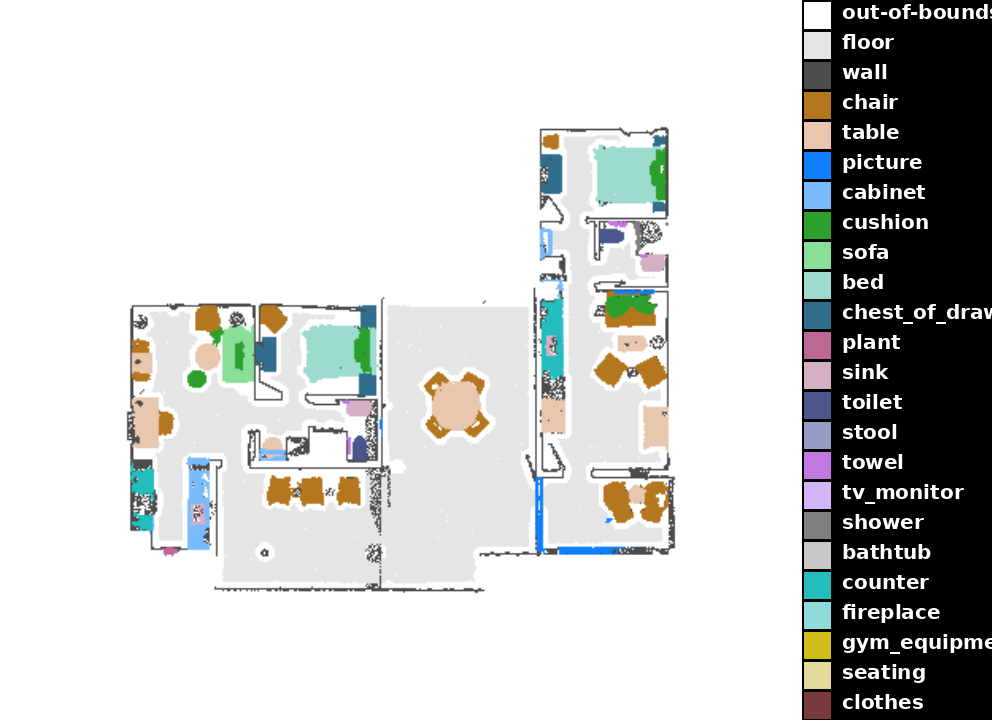 out-of-bounds
floor
wall
chair
table
picture
cabinet
cushion
sofa
bed
chest_of_draw
plant
sink
toilet
stool
towel
tv_monitor
shower
bathtub
counter
fireplace
gym_equipme
seating
clothes